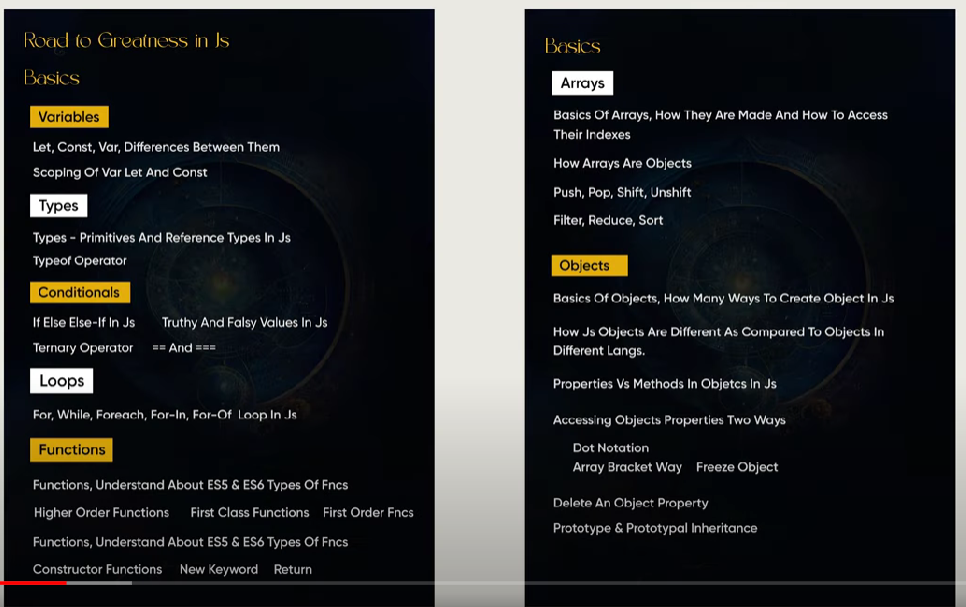 Road to Greatness in Js
Basics
Variables
Let, Const, Var, Differences Between Them
Scoping Of Var Let And Const
Types
Types - Primitives And Reference Types In Js
Typeof Operator
Conditionals
If Else Else-If In Js Truthy And Falsy Values In Js
Ternary Operator == And ===
Loops
For, While, Foreach, For-In, For-Of Loop In Js
Functions
Functions, Understand About ES5 & ES6 Types Of Fncs
Higher Order Functions First Class Functions First Order Fncs
Functions, Understand About ES5 & ES6 Types Of Fncs
Constructor Functions New Keyword Return
Basics
Arrays
Basics Of Arrays, How They Are Made And How To Access
Their Indexes
How Arrays Are Objects
Push, Pop, Shift, Unshift
Filter, Reduce, Sort
Objects
Basics Of Objects, How Many Ways To Create Object In Js
How Js Objects Are Different As Compared To Objects In
Different Langs.
Properties Vs Methods In Objetcs In Js
Accessing Objects Properties Two Ways
Dot Notation
Array Bracket Way Freeze Object
Delete An Object Property
Prototype & Prototypal Inheritance